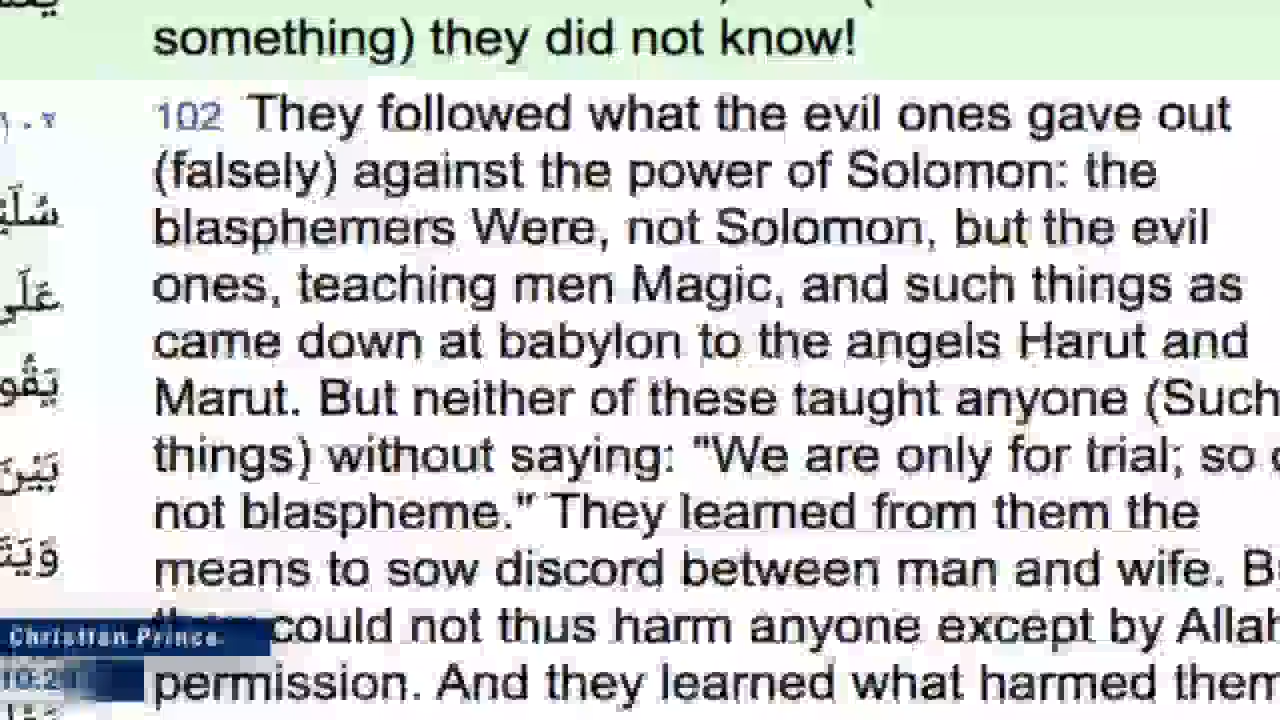 something) they did not know!
102 They followed what the evil ones gave out
(falsely) against the power of Solomon: the
blasphemers Were, not Solomon, but the evil
ones, teaching men Magic, and such things as
came down at babylon to the angels Harut and
Marut. But neither of these taught anyone (Such
things) without saying: "We are only for trial; so
not blaspheme." They learned from them the
means to sow discord between man and wife.
could not thus harm anyone except by Allah
permission. And they learned what harmed them
١٠٢
Christian Prince